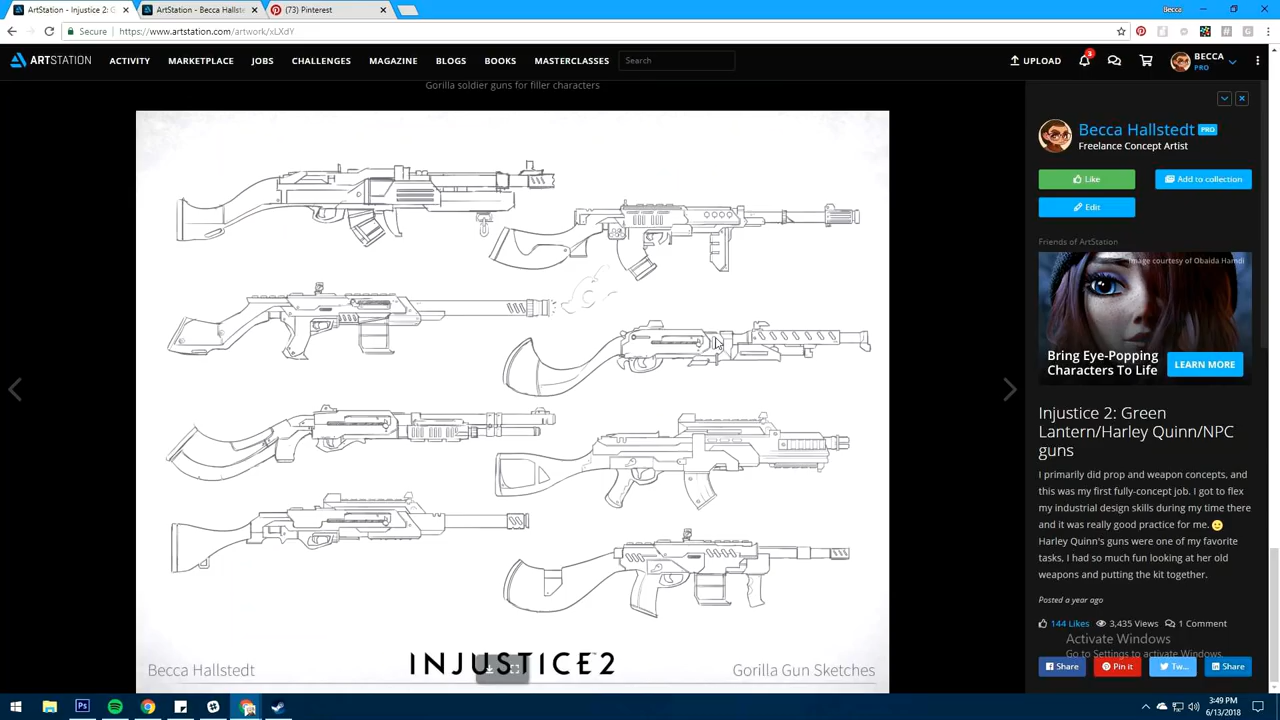 ArtStation - Injustice 2: G
ArtStation - Becca Hallste
(73) Pinterest
Becca
Secure
https://www.artstation.com/artwork/xLXdY
ARTSTATION
ACTIVITY
MARKETPLACE
JOBS
CHALLENGES
MAGAZINE
BLOGS
BOOKS
MASTERCLASSES
Search
UPLOAD
3
BECCA
PRO
Gorilla soldier guns for filler characters
INJUSTICE2
Becca Hallstedt
Gorilla Gun Sketches
Becca Hallstedt PRO
Freelance Concept Artist
Like
Add to collection
Edit
Friends of ArtStation
Image courtesy of Obaida Hamdi
Bring Eye-Popping
Characters To Life
LEARN MORE
Injustice 2: Green
Lantern/Harley Quinn/NPC
guns
I primarily did prop and weapon concepts, and
this was my first fully-concept job. I got to flex
my industrial design skills during my time there
and it was really good practice for me.
Harley Quinn's guns were one of my favorite
tasks, I had so much fun looking at her old
weapons and putting the kit together.
Posted a year ago
144 Likes
3,435 Views
1 Comment
Activate Windows
Go to Settings to activate Windows.
Share
Pin it
Tw...
Share
Ps
3:49 PM
6/13/2018